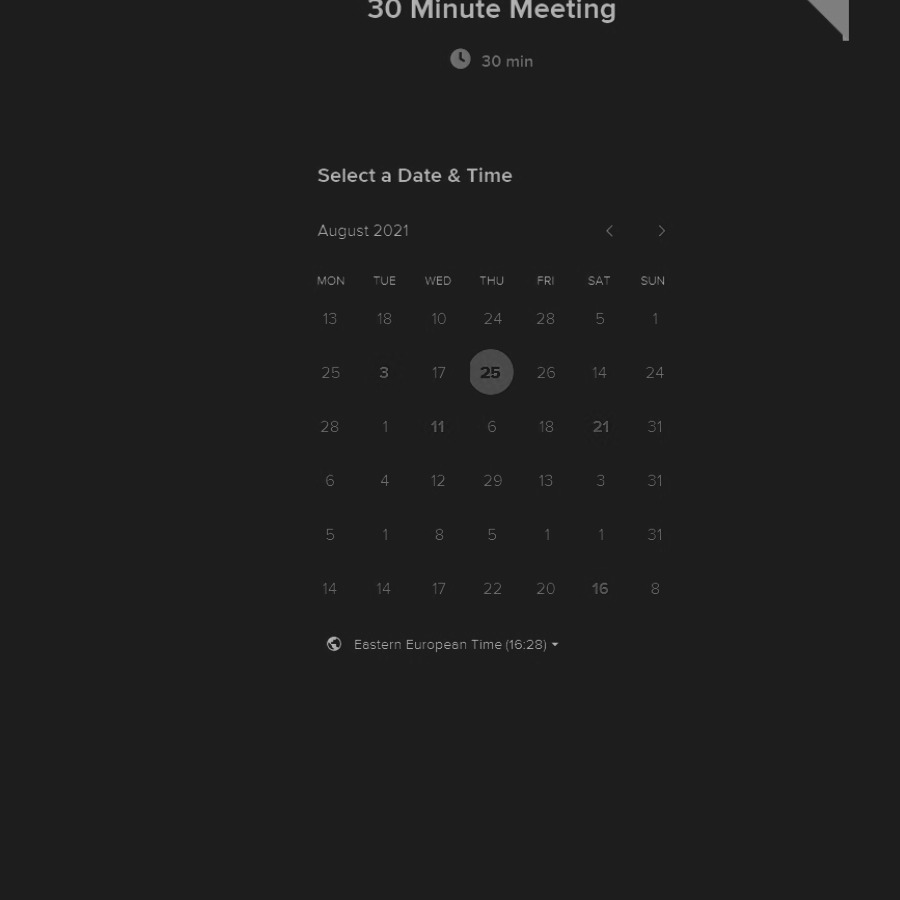 30 Minute Meeting
30 min
Select a Date & Time
August 2021
MON TUE WED THU FRI SAT SUN
13 18 10 24 28 5 1
25 3 17 25 26 14 24
28 1 11 6 18 21 31
6 4 12 29 13 3 31
5 1 8 5 1 1 31
14 14 17 22 20 16 8
Eastern European Time (16:28)